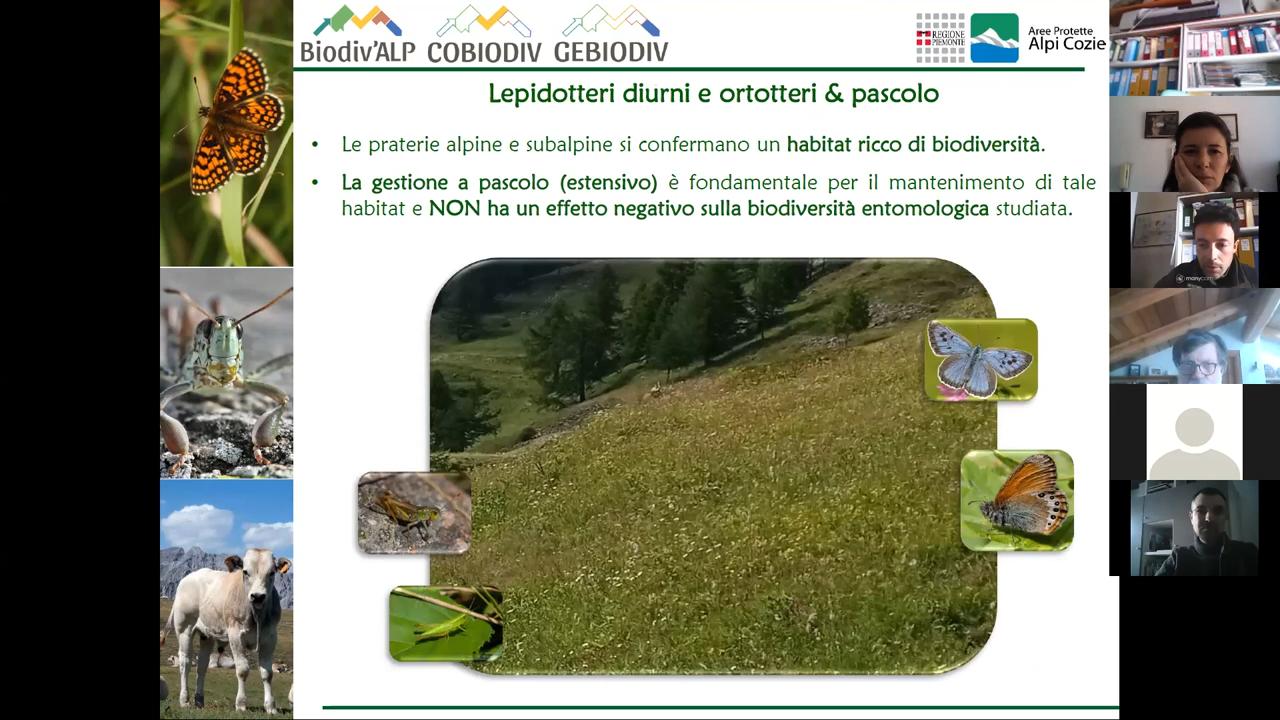 Biodiv'ALP COBIODIV GEBIODIV
REGIONE
PIEMONTE
Aree Protette
Alpi Cozie
Lepidotteri diurni e ortotteri & pascolo
• Le praterie alpine e subalpine si confermano un habitat ricco di biodiversità.
• La gestione a pascolo (estensivo) è fondamentale per il mantenimento di tale
habitat e NON ha un effetto negativo sulla biodiversità entomologica studiata.
manycam